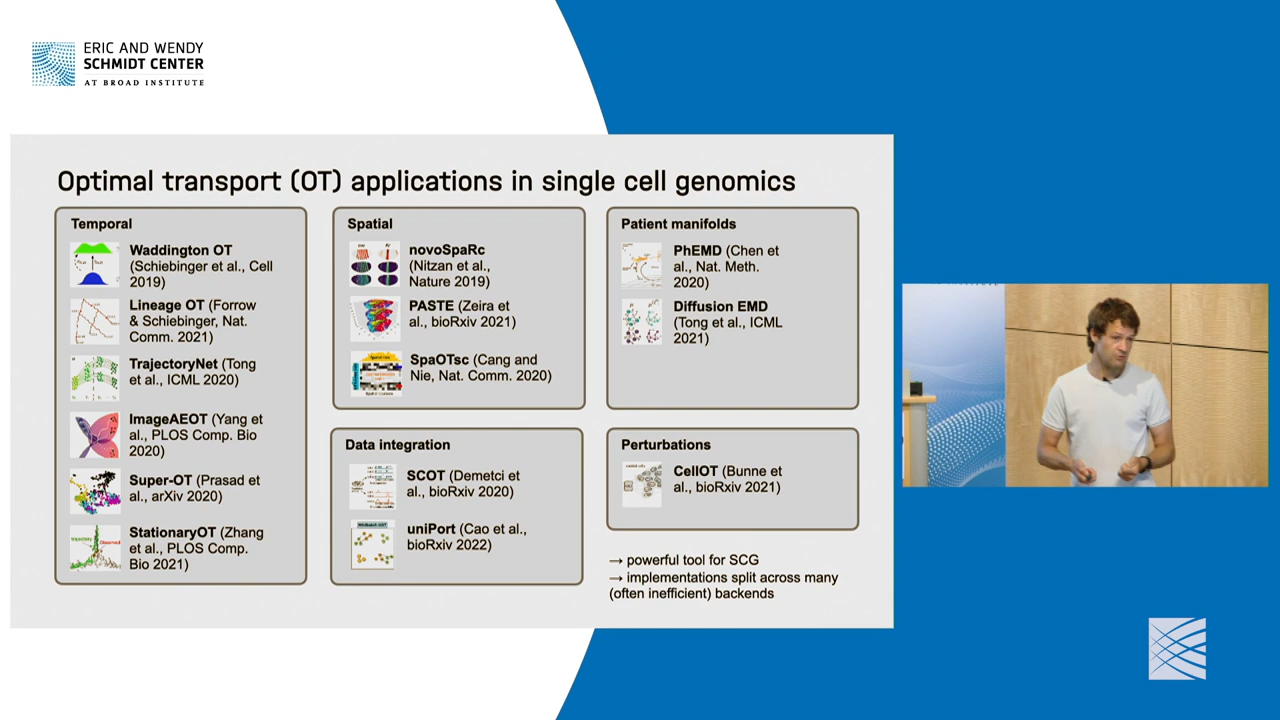 ERIC AND WENDY
SCHMIDT CENTER
AT BROAD INSTITUTE
Optimal transport (OT) applications in single cell genomics
Temporal
Waddington OT
(Schiebinger et al., Cell
2019)
Lineage OT (Forrow
& Schiebinger, Nat.
Comm. 2021)
TrajectoryNet (Tong
et al., ICML 2020)
ImageAEOT (Yang et
al., PLOS Comp. Bio
2020)
Super-OT (Prasad et
al., arXiv 2020)
StationaryOT (Zhang
et al., PLOS Comp.
Bio 2021)
Spatial
novoSpaRc
(Nitzan et al.,
Nature 2019)
PASTE (Zeira et
al., bioRxiv 2021)
SpaOTsc (Cang and
Nie, Nat. Comm. 2020)
Data integration
SCOT (Demetci et
al., bioRxiv 2020)
uniPort (Cao et al.,
bioRxiv 2022)
Patient manifolds
PhEMD (Chen et
al., Nat. Meth.
2020)
Diffusion EMD
(Tong et al., ICML
2021)
Perturbations
CellOT (Bunne et
al., bioRxiv 2021)
→ powerful tool for SCG
→ implementations split across many
(often inefficient) backends